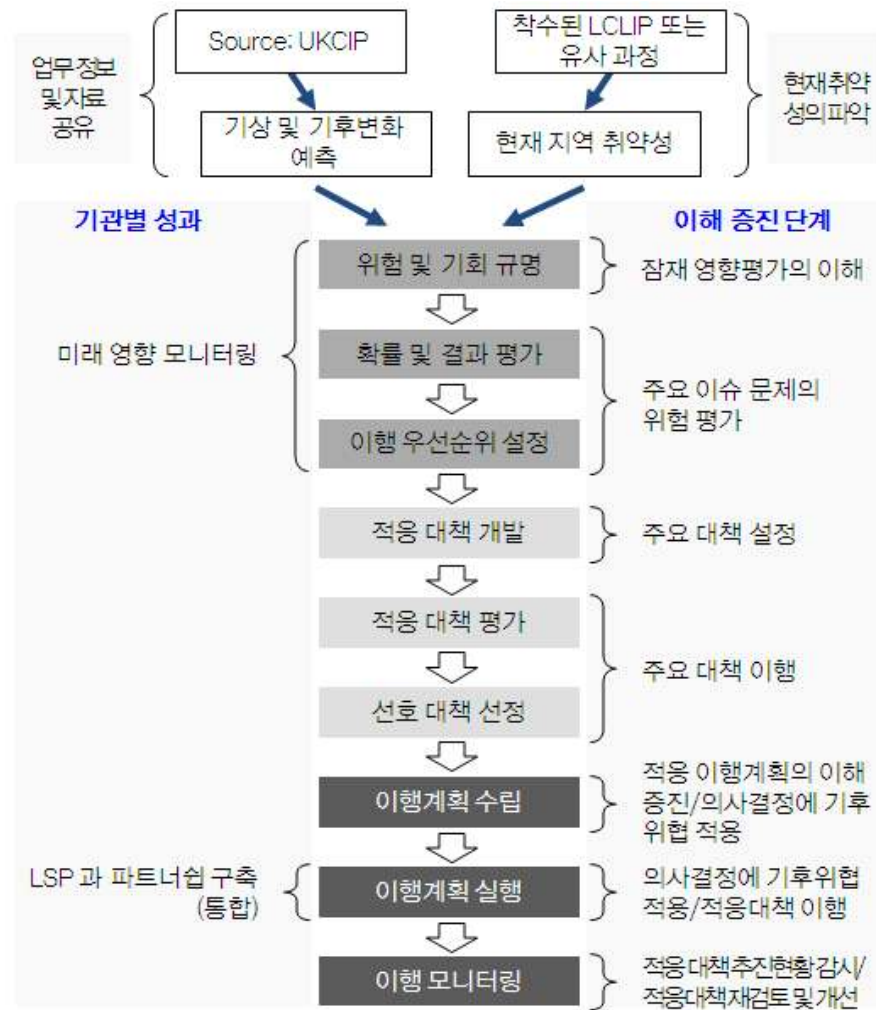 업무정보
및자료
공유
Source: UKCIP
착수된 LCLIP 또는
유사 과정
현재취약
성의파악
기상 및 기후변화
예측
현재 지역 취약성
기관별 성과
이해 증진 단계
위험 및 기회 규명
잠재 영향평가의 이해
미래 영향 모니터링
확률 및 결과 평가
주요 이슈 문제의
위험 평가
이행 우선순위 설정
적응 대책 개발
주요 대책 설정
적응 대책 평가
주요 대책 이행
선호 대책 선정
이행계획 수립
적응 이행계획의 이해
증진/의사결정에 기후
위협 적용
LSP 과 파트너쉽 구축
(통합)
이행계획 실행
의사결정에 기후위협
적용/적응대책 이행
이행 모니터링
적응대책추진현황감시/
적응대책재검토및개선